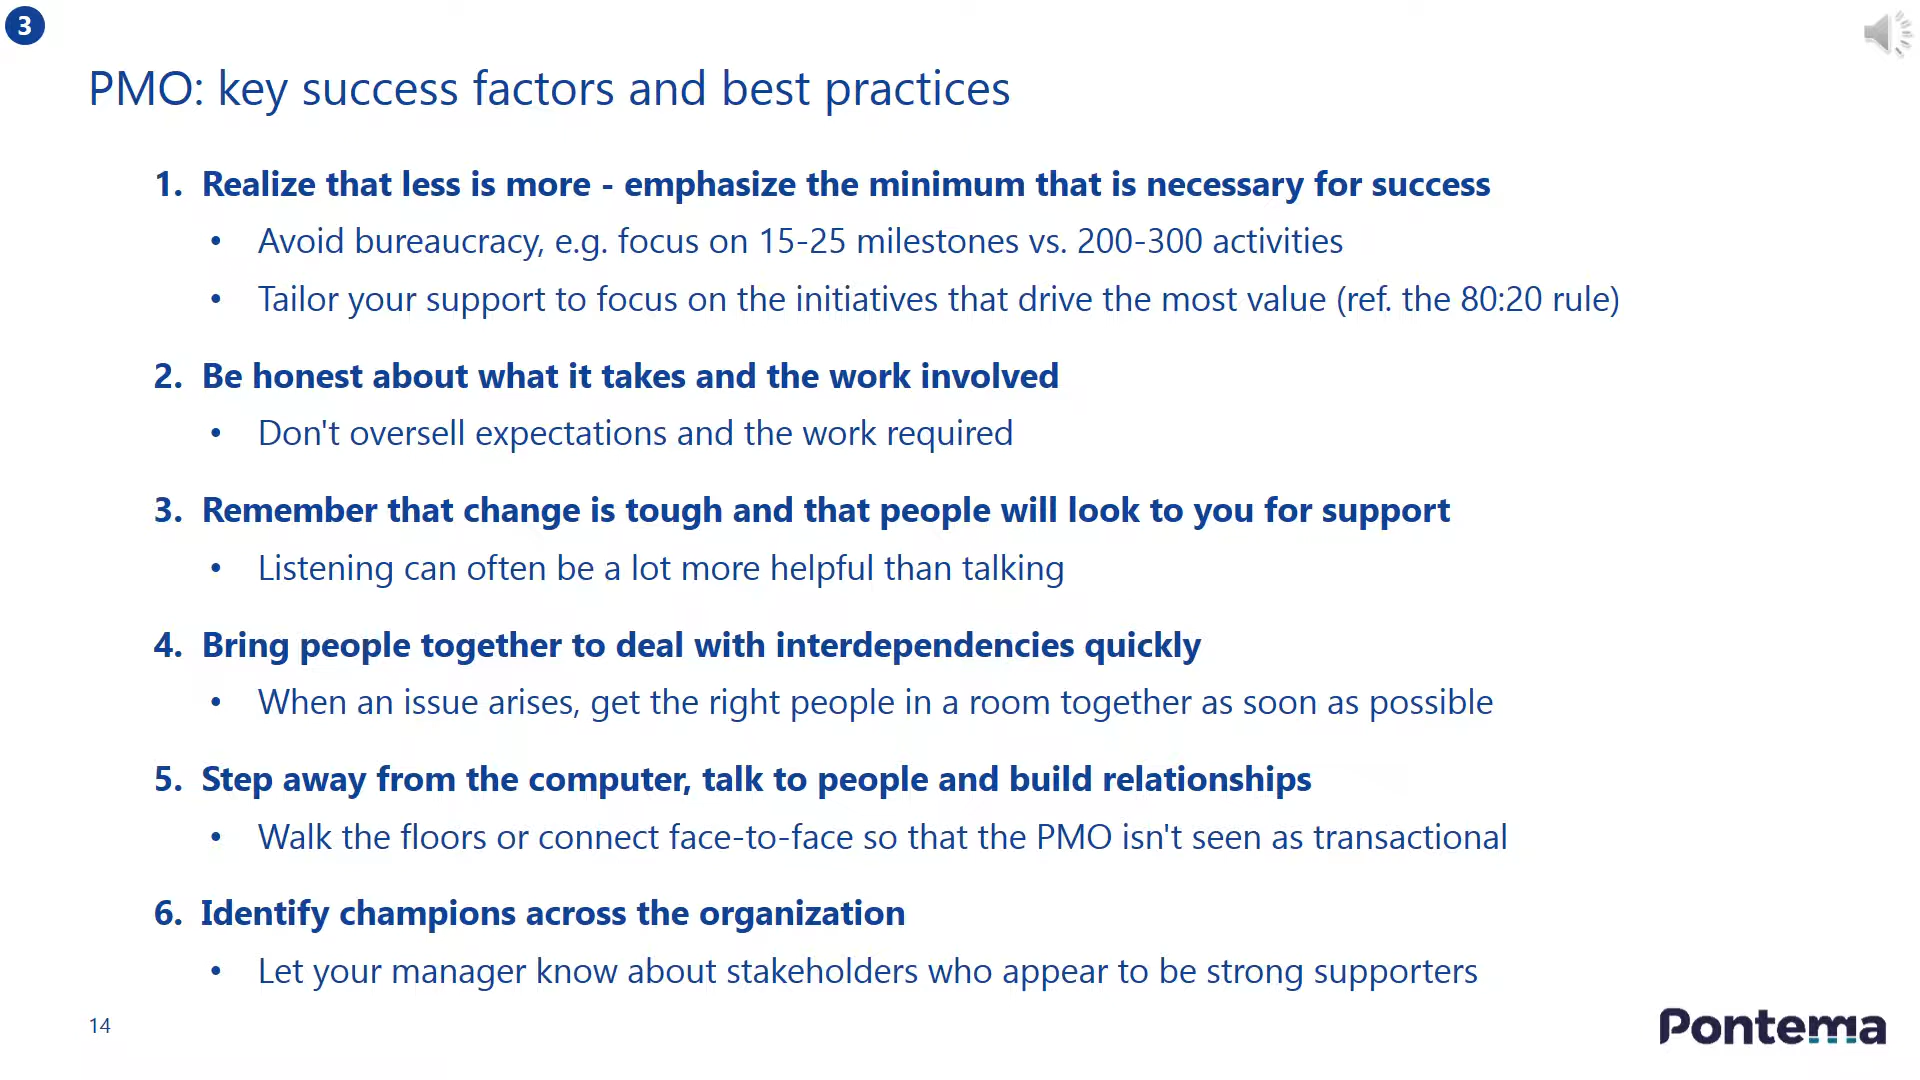 3
PMO: key success factors and best practices
1. Realize that less is more - emphasize the minimum that is necessary for success
• Avoid bureaucracy, e.g. focus on 15-25 milestones vs. 200-300 activities
• Tailor your support to focus on the initiatives that drive the most value (ref. the 80:20 rule)
2. Be honest about what it takes and the work involved
• Don't oversell expectations and the work required
3. Remember that change is tough and that people will look to you for support
• Listening can often be a lot more helpful than talking
4. Bring people together to deal with interdependencies quickly
• When an issue arises, get the right people in a room together as soon as possible
5. Step away from the computer, talk to people and build relationships
• Walk the floors or connect face-to-face so that the PMO isn't seen as transactional
6. Identify champions across the organization
• Let your manager know about stakeholders who appear to be strong supporters
14
Pontema